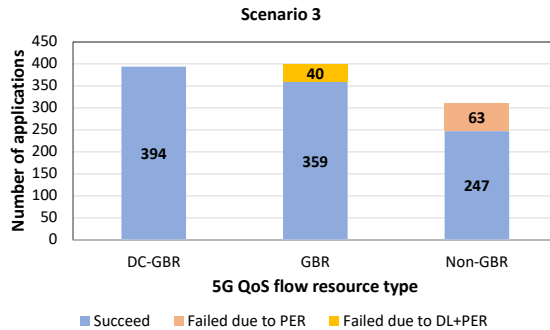 Scenario 3
Number of applications
450
400
350
300
250
200
150
100
50
0
394
40
359
63
247
DC-GBR
GBR
Non-GBR
5G QoS flow resource type
Succeed
Failed due to PER
Failed due to DL+PER